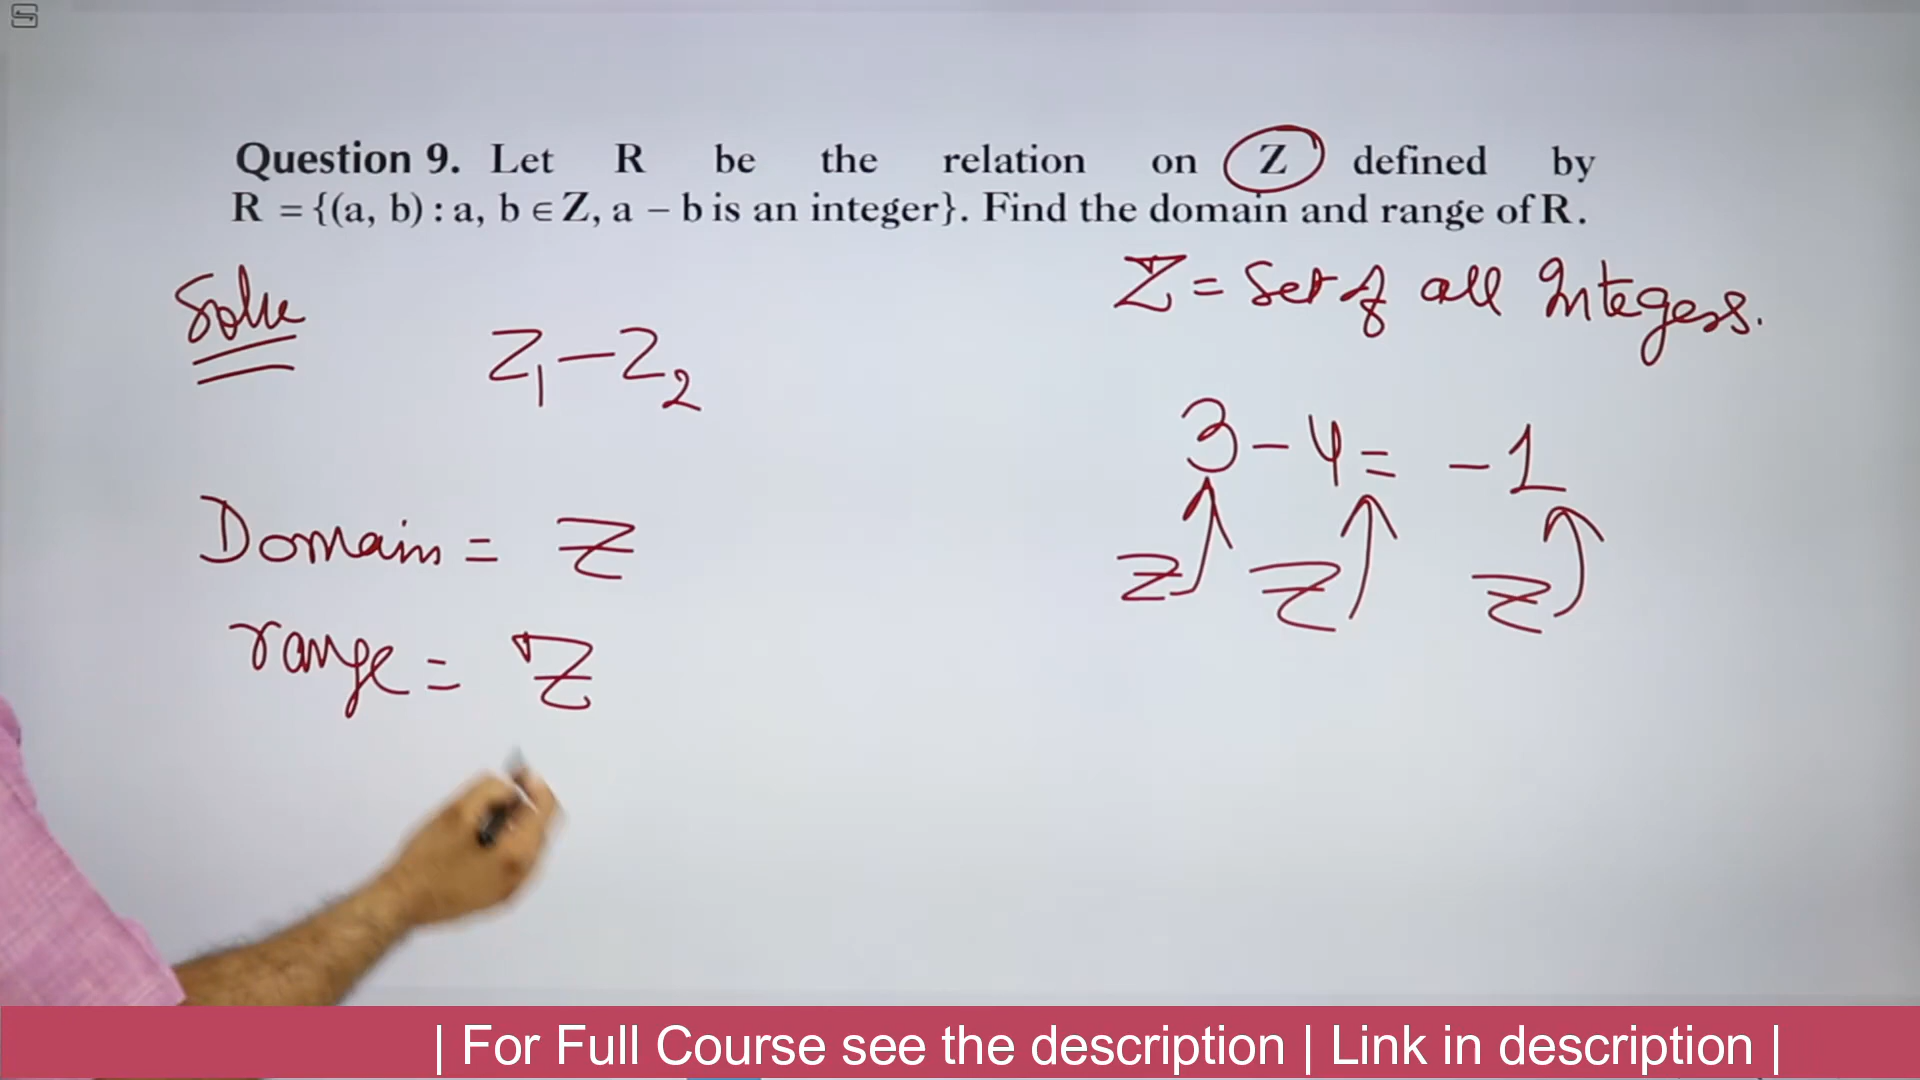 Question 9. Let R be the relation on Z defined by
R = {(a, b) : a, b ∈ Z, a – b is an integer}. Find the domain and range of R.
Soln
Z = Set of all Integers.
Z₁ – Z₂
3 – 4 = – 1
Z Z Z
Domain = Z
range = Z
| For Full Course see the description | Link in description |